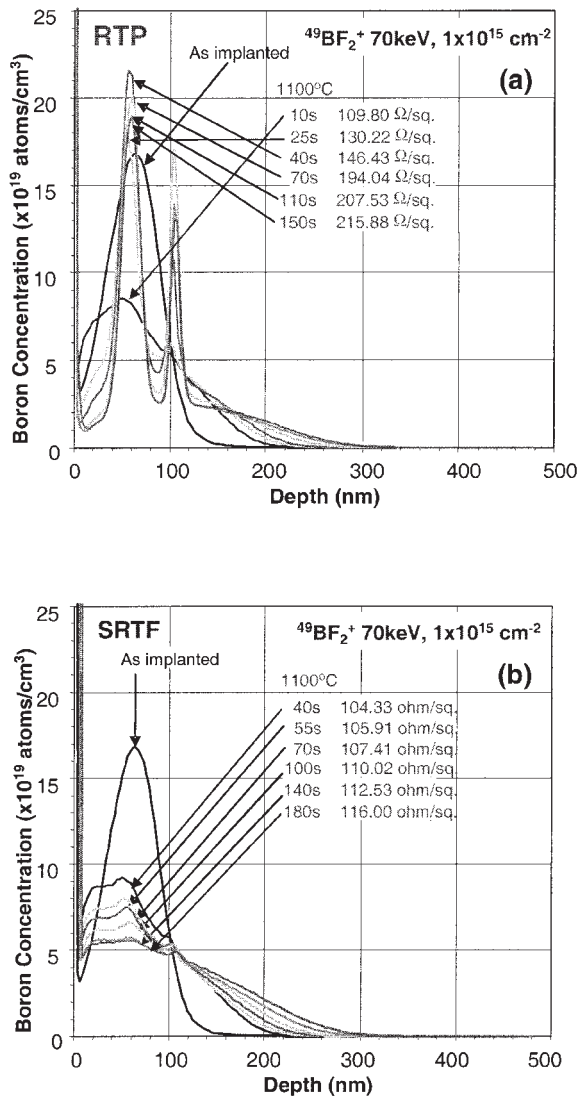 RTP
⁴⁹BF₂⁺ 70keV, 1x10¹⁵ cm⁻²
As implanted
(a)
1100°C
10s 109.80 Ω/sq.
25s 130.22 Ω/sq.
40s 146.43 Ω/sq.
70s 194.04 Ω/sq.
110s 207.53 Ω/sq.
150s 215.88 Ω/sq.
Boron Concentration (x10¹⁹ atoms/cm³)
25
20
15
10
5
0
0 100 200 300 400 500
Depth (nm)
SRTF
⁴⁹BF₂⁺ 70keV, 1x10¹⁵ cm⁻²
As implanted
(b)
1100°C
40s 104.33 ohm/sq.
55s 105.91 ohm/sq.
70s 107.41 ohm/sq.
100s 110.02 ohm/sq.
140s 112.53 ohm/sq.
180s 116.00 ohm/sq.
Boron Concentration (x10¹⁹ atoms/cm³)
25
20
15
10
5
0
0 100 200 300 400 500
Depth (nm)